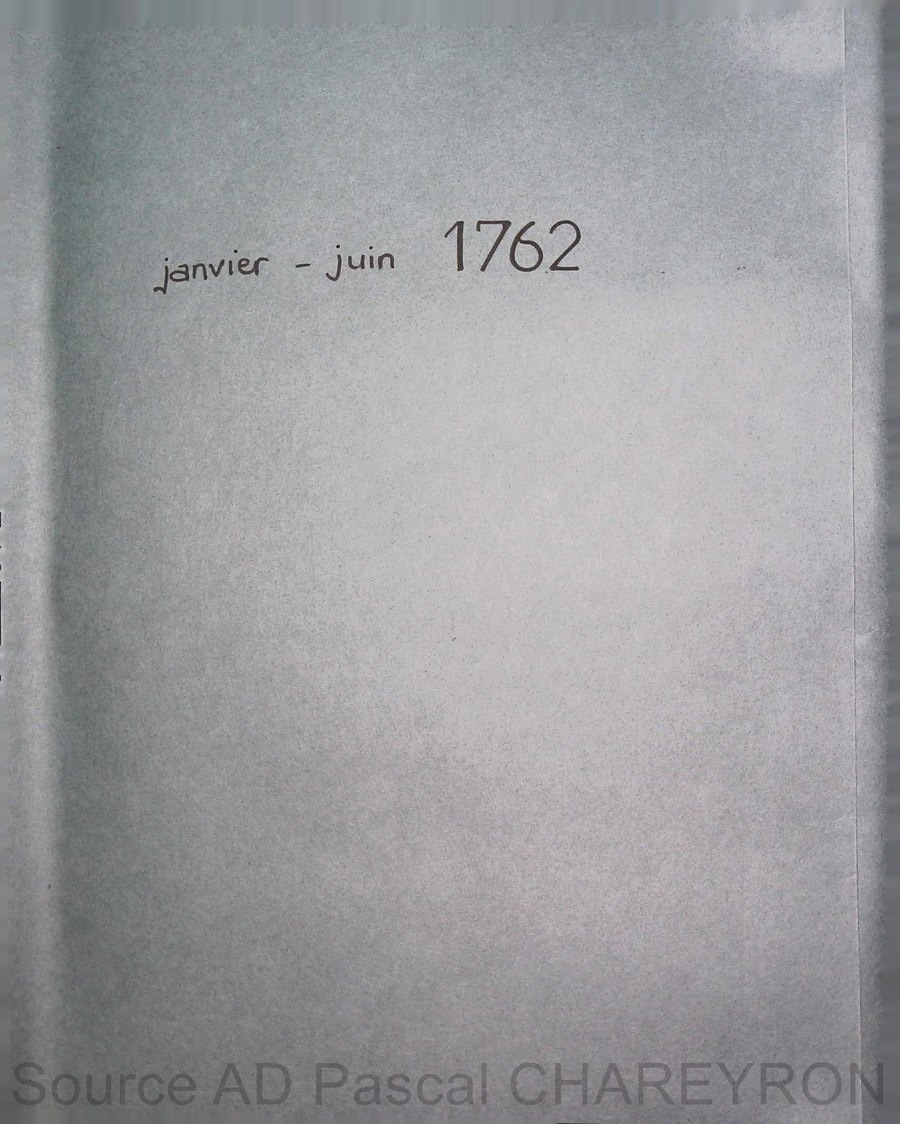 janvier - juin 1762
Source AD Pascal CHAREYRON